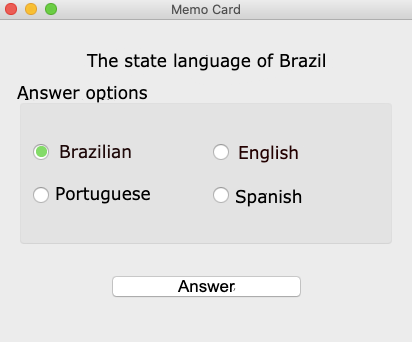 Memo Card
The state language of Brazil
Answer options
Brazilian English
Portuguese Spanish
Answer